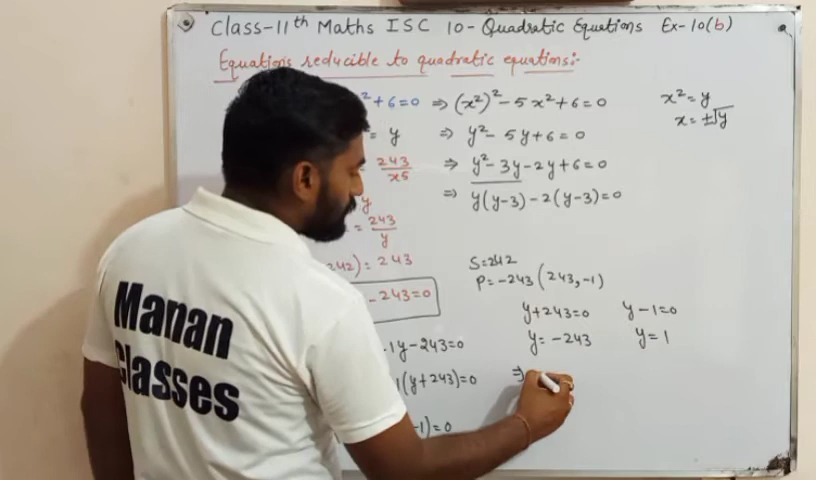 Class-11th Maths ISC 10-Quadratic Equations Ex-10(b)
Equations reducible to quadratic equations:-
² + 6 = 0 ⇒ (x²)² - 5x² + 6 = 0
x² = y
x = ±√y
= y ⇒ y² - 5y + 6 = 0
243/x5 ⇒ y² - 3y - 2y + 6 = 0
⇒ y(y-3) - 2(y-3) = 0
y
= 243/y
242) = 243
- 243 = 0
S = 242
P = -243 (243, -1)
y + 243 = 0 y - 1 = 0
y = -243 y = 1
1y - 243 = 0
1(y + 243) = 0 ⇒
-1) = 0
Manan
Classes